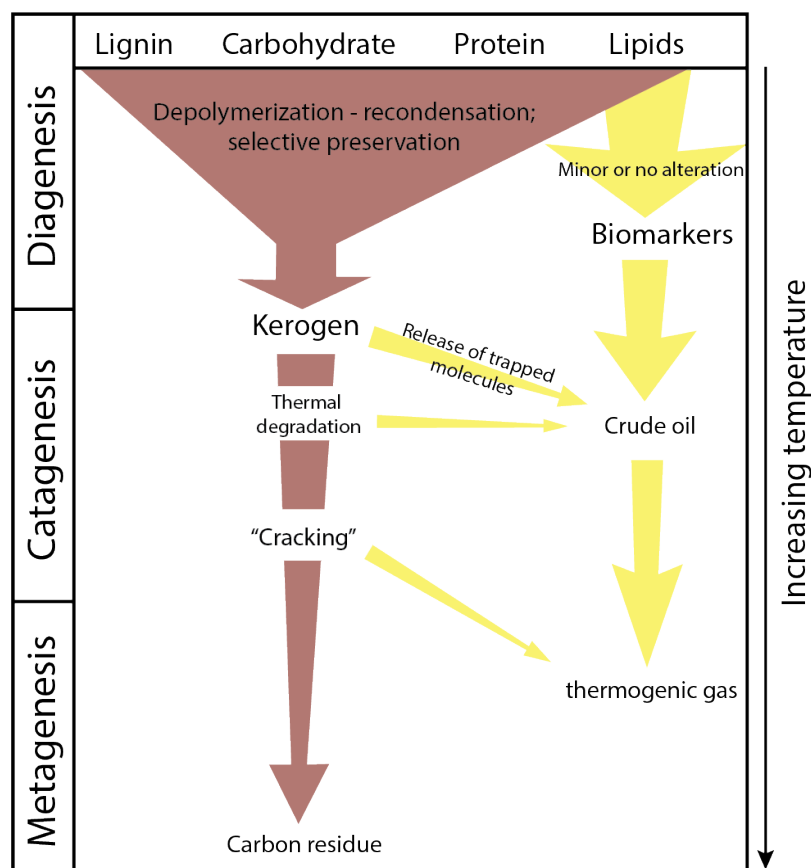 Lignin
Carbohydrate
Protein
Lipids
Diagenesis
Depolymerization - recondensation;
selective preservation
Minor or no alteration
Biomarkers
Catagenesis
Kerogen
Release of trapped
molecules
Thermal
degradation
Crude oil
“Cracking”
Metagenesis
thermogenic gas
Carbon residue
Increasing temperature